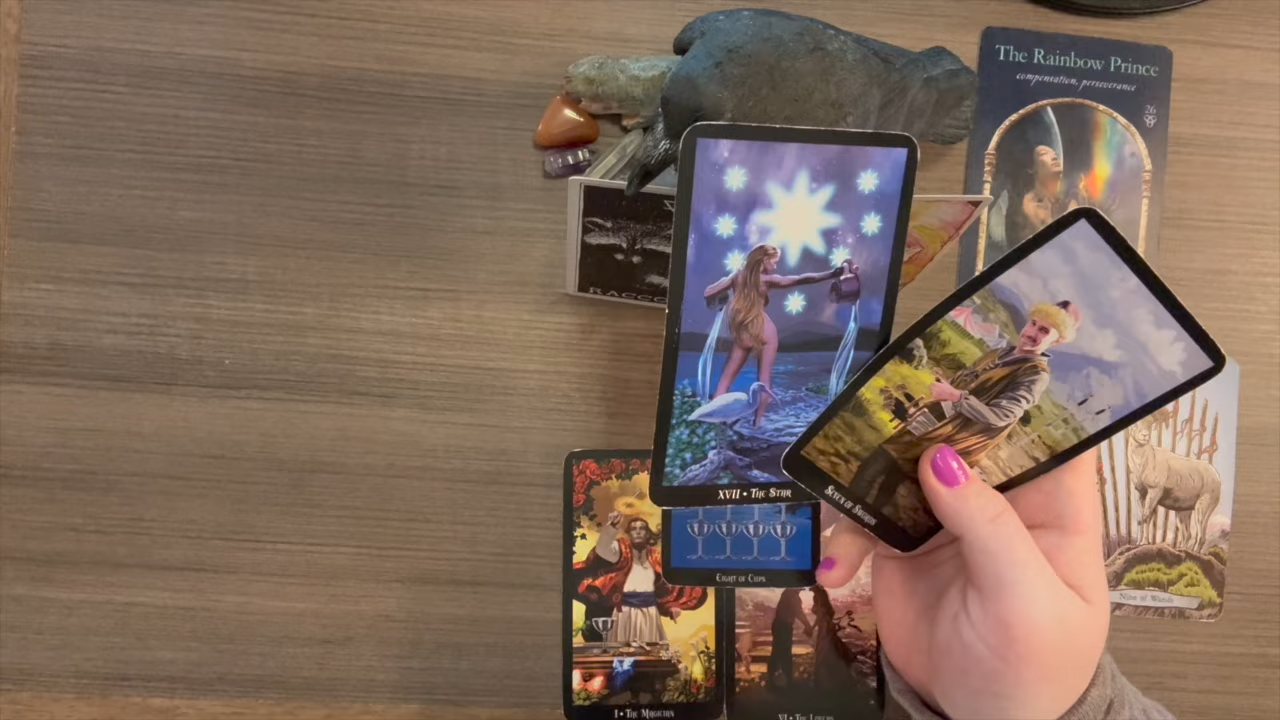 The Rainbow Prince
compensation, perseverance
26
RACCO
XVII • The Star
Seven of Swords
Eight of Cups
Nine of Wands
I • The Magician
VI • The Lovers